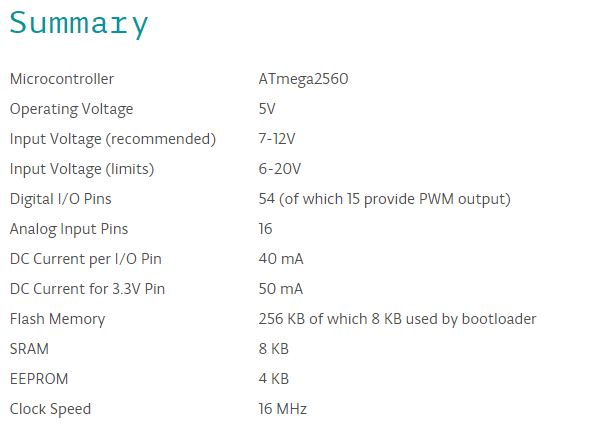 Summary
Microcontroller ATmega2560
Operating Voltage 5V
Input Voltage (recommended) 7-12V
Input Voltage (limits) 6-20V
Digital I/O Pins 54 (of which 15 provide PWM output)
Analog Input Pins 16
DC Current per I/O Pin 40 mA
DC Current for 3.3V Pin 50 mA
Flash Memory 256 KB of which 8 KB used by bootloader
SRAM 8 KB
EEPROM 4 KB
Clock Speed 16 MHz